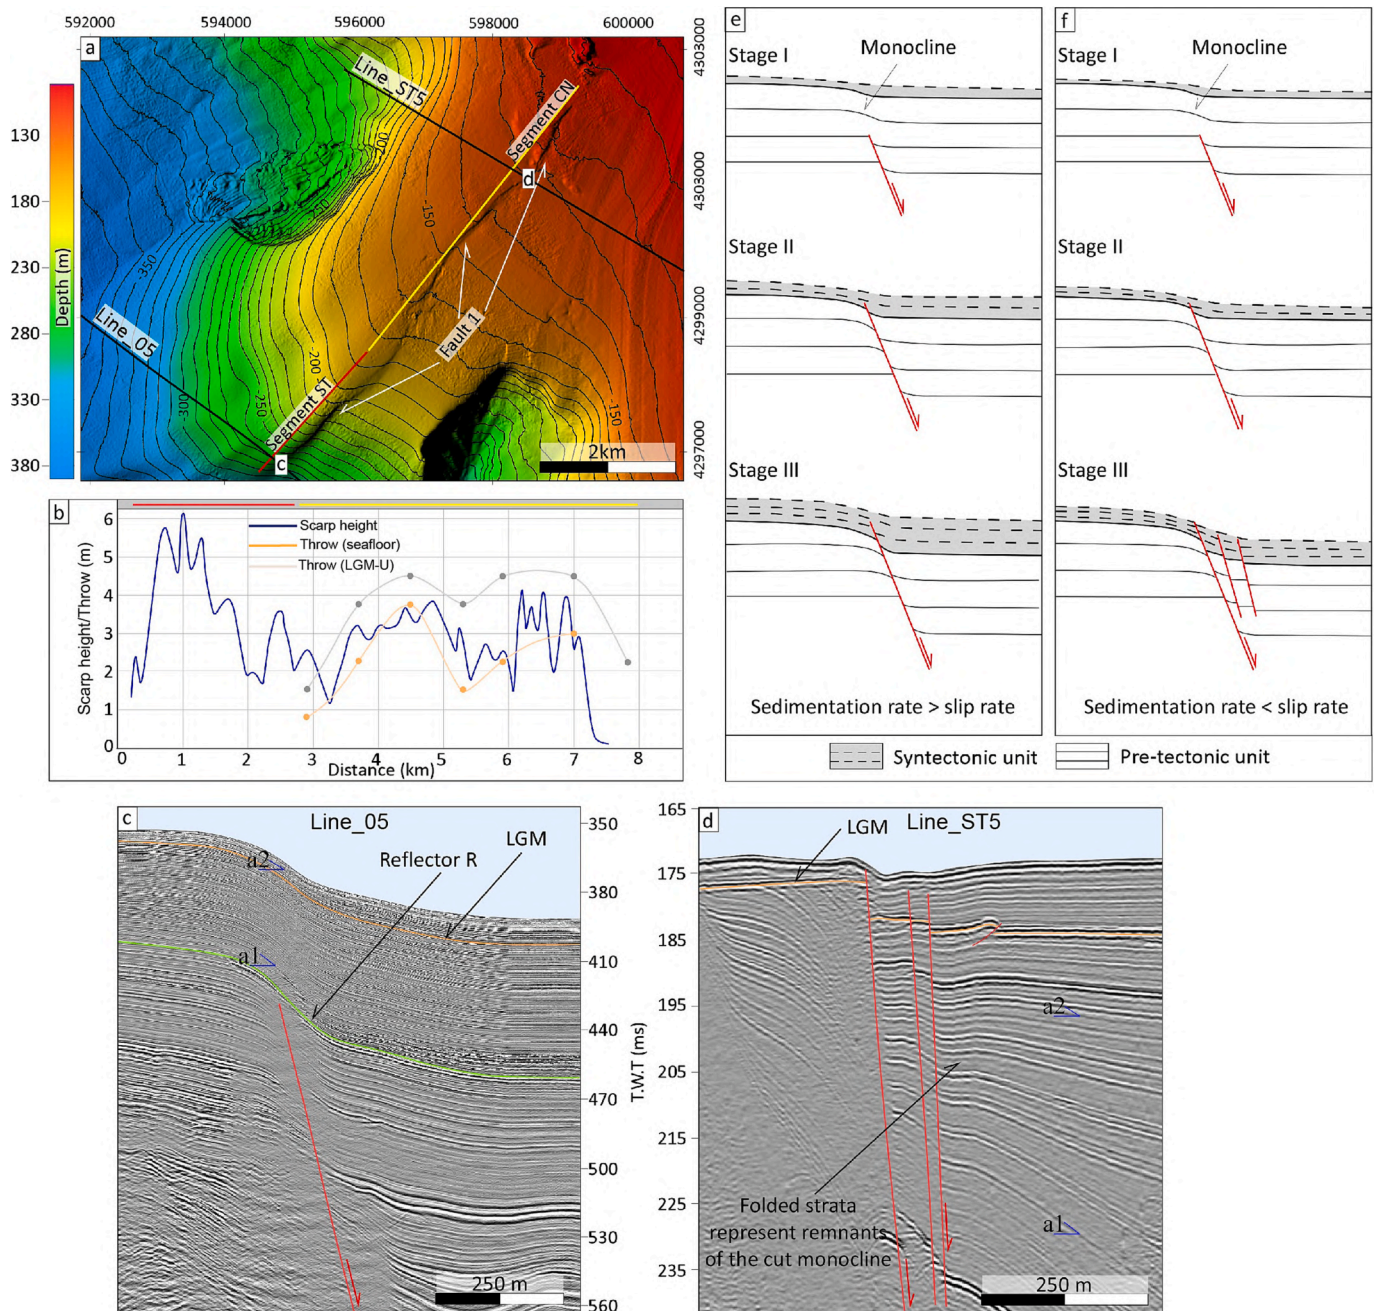 592000
594000
596000
598000
600000
a
Line_ST5
Segment CN
d
-200
-250
-150
-350
Fault 1
Line_05
200
Segment ST
-300
-250
-150
c
2km
130
180
230
280
330
380
Depth (m)
4303000
4303000
4299000
4297000
b
Scarp height
Throw (seafloor)
Throw (LGM-U)
6
5
4
3
2
1
0
Scarp height/Throw (m)
0
1
2
3
4
5
6
7
8
Distance (km)
e
Stage I
Monocline
Stage II
Stage III
Sedimentation rate > slip rate
f
Stage I
Monocline
Stage II
Stage III
Sedimentation rate < slip rate
Syntectonic unit
Pre-tectonic unit
c
Line_05
LGM
Reflector R
a2
a1
350
380
410
440
470
500
530
560
T.W.T (ms)
250 m
d
Line_ST5
LGM
165
175
185
195
205
215
225
235
a2
a1
Folded strata
represent remnants
of the cut monocline
250 m